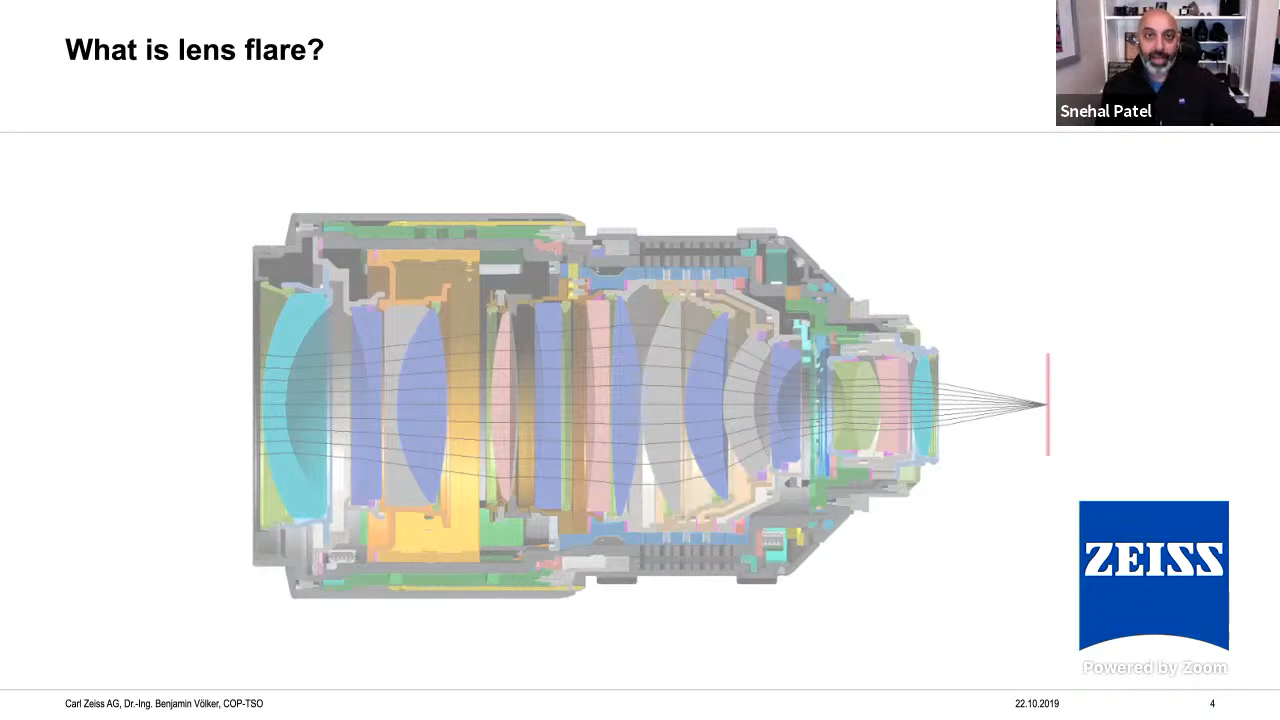 What is lens flare?
Snehal Patel
ZEISS
Powered by Zoom
Carl Zeiss AG, Dr.-Ing. Benjamin Völker, COP-TSO
22.10.2019
4